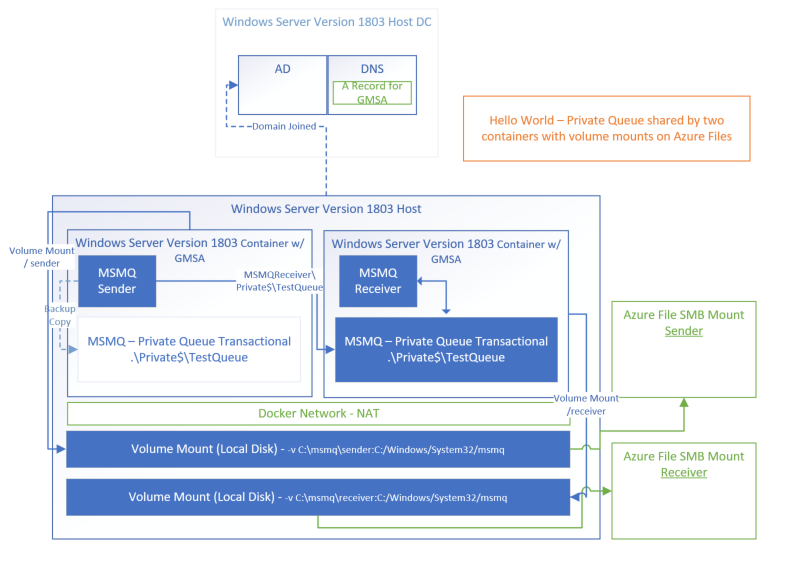 Windows Server Version 1803 Host DC
AD
DNS
A Record for
GMSA
Domain Joined
Hello World – Private Queue shared by two
containers with volume mounts on Azure Files
Windows Server Version 1803 Host
Volume Mount
/ sender
Windows Server Version 1803 Container w/
GMSA
MSMQ
Sender
MSMQReceiver\
Private$\TestQueue
Backup
Copy
MSMQ – Private Queue Transactional
.\Private$\TestQueue
Windows Server Version 1803 Container w/
GMSA
MSMQ
Receiver
MSMQ – Private Queue Transactional
.\Private$\TestQueue
Azure File SMB Mount
Sender
Volume Mount
/receiver
Docker Network - NAT
Volume Mount (Local Disk) - -v C:\msmq\sender:C:/Windows/System32/msmq
Azure File SMB Mount
Receiver
Volume Mount (Local Disk) - -v C:\msmq\receiver:C:/Windows/System32/msmq